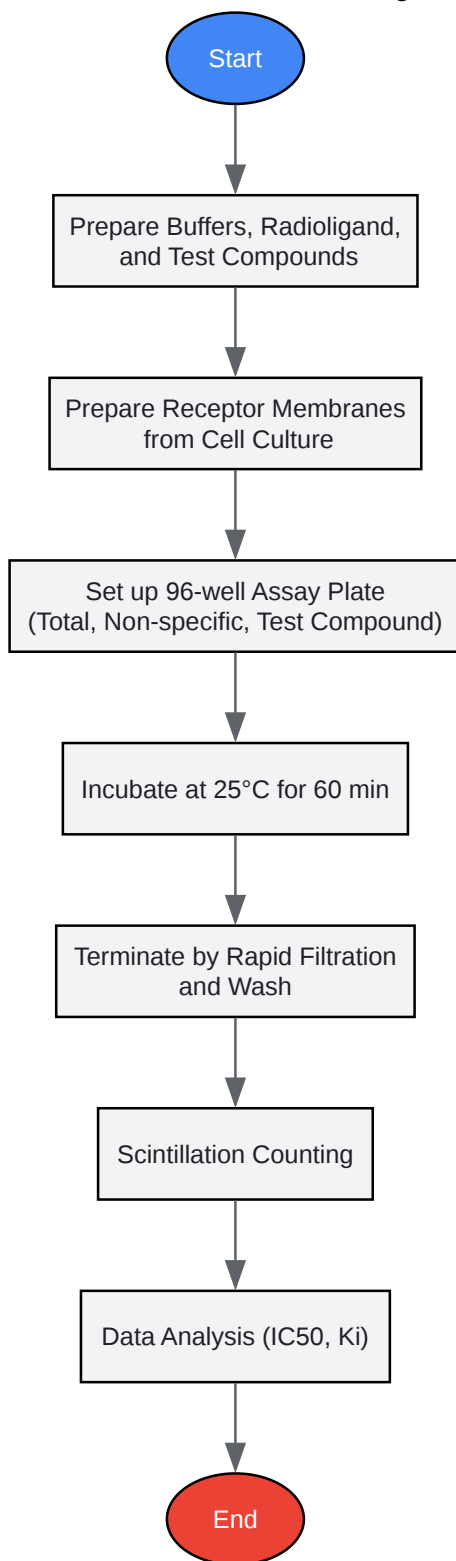 Start
Prepare Buffers, Radioligand,
and Test Compounds
Prepare Receptor Membranes
from Cell Culture
Set up 96-well Assay Plate
(Total, Non-specific, Test Compound)
Incubate at 25°C for 60 min
Terminate by Rapid Filtration
and Wash
Scintillation Counting
Data Analysis (IC50, Ki)
End